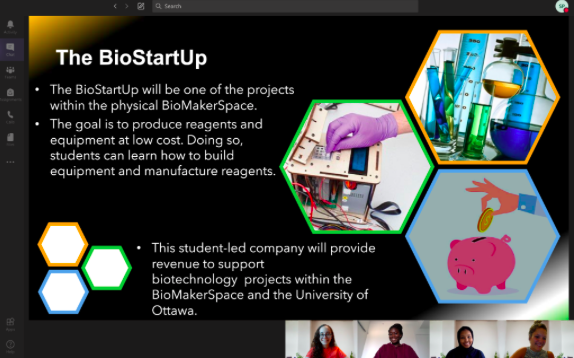 Search
The BioStartUp
• The BioStartUp will be one of the projects
within the physical BioMakerSpace.
• The goal is to produce reagents and
equipment at low cost. Doing so,
students can learn how to build
equipment and manufacture reagents.
• This student-led company will provide
revenue to support
biotechnology projects within the
BioMakerSpace and the University of
Ottawa.